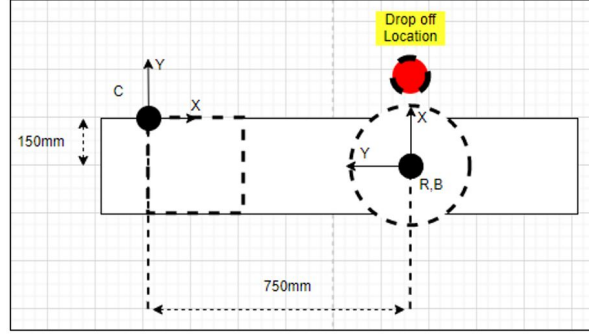 Drop off
Location
Y
C
X
X
150mm
Y
R,B
750mm